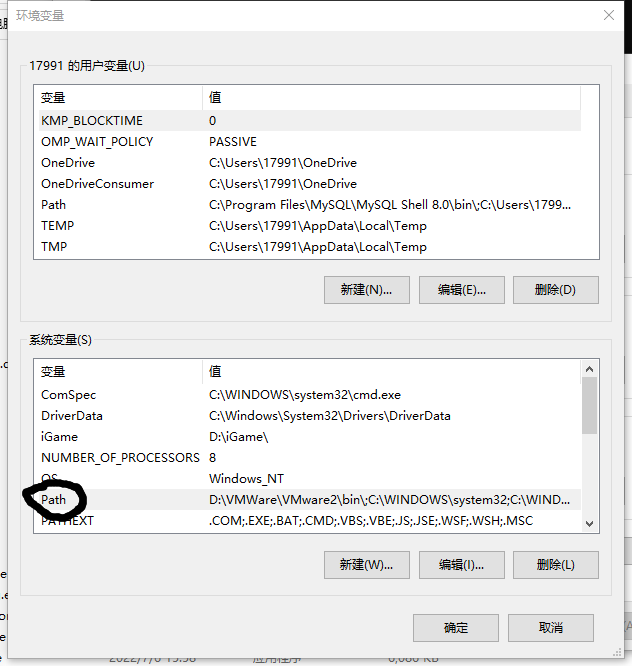 环境变量
17991 的用户变量(U)
变量 值
KMP_BLOCKTIME 0
OMP_WAIT_POLICY PASSIVE
OneDrive C:\Users\17991\OneDrive
OneDriveConsumer C:\Users\17991\OneDrive
Path C:\Program Files\MySQL\MySQL Shell 8.0\bin\;C:\Users\1799...
TEMP C:\Users\17991\AppData\Local\Temp
TMP C:\Users\17991\AppData\Local\Temp
新建(N)... 编辑(E)... 删除(D)
系统变量(S)
变量 值
ComSpec C:\WINDOWS\system32\cmd.exe
DriverData C:\Windows\System32\Drivers\DriverData
iGame D:\iGame\
NUMBER_OF_PROCESSORS 8
OS Windows_NT
Path D:\VMWare\VMware2\bin\;C:\WINDOWS\system32;C:\WIND...
PATHEXT .COM;.EXE;.BAT;.CMD;.VBS;.VBE;.JS;.JSE;.WSF;.WSH;.MSC
新建(W)... 编辑(I)... 删除(L)
确定 取消